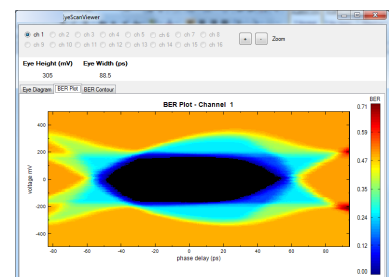 yeScanViewer
ch 1 ch 2 ch 3 ch 4 ch 5 ch 6 ch 7 ch 8
ch 9 ch 10 ch 11 ch 12 ch 13 ch 14 ch 15 ch 16
+ - Zoom
Eye Height (mV) Eye Width (ps)
305 88.5
Eye Diagram BER Plot BER Contour
BER Plot - Channel 1
BER
0.71
0.59
0.47
0.35
0.24
0.12
0.00
voltage mV
400
200
0
-200
-400
-80 -60 -40 -20 0 20 40 60 80
phase delay (ps)